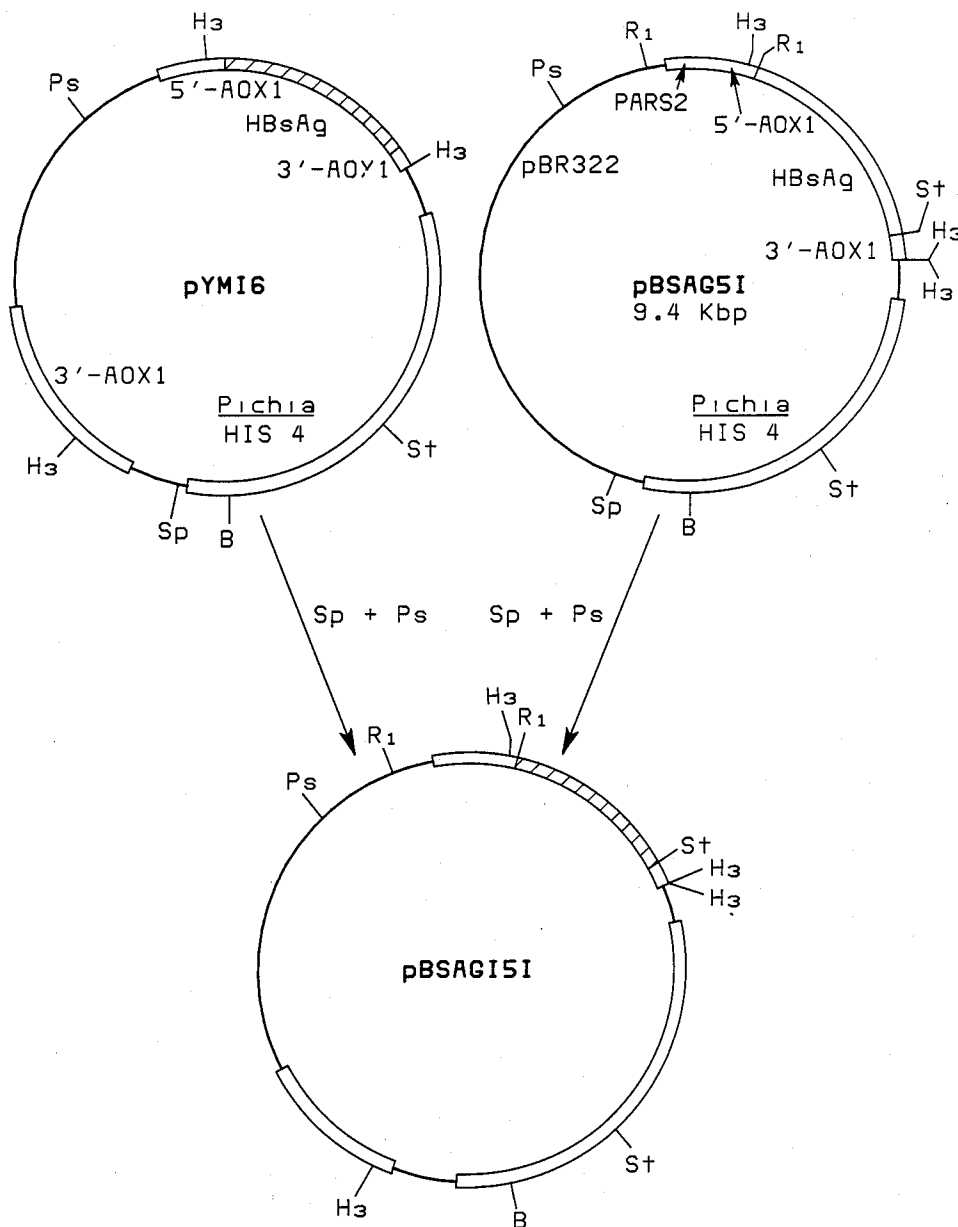 H3
Ps
5'-AOX1
HBsAg
3'-AOX1
H3
pYMI6
3'-AOX1
Pichia
HIS 4
St
H3
Sp
B
R1
H3
R1
Ps
PARS2
5'-AOX1
pBR322
HBsAg
St
3'-AOX1
H3
H3
pBSAG5I
9.4 Kbp
Pichia
HIS 4
St
Sp
B
Sp + Ps
Sp + Ps
H3
R1
R1
Ps
St
H3
H3
pBSAGI5I
St
H3
B